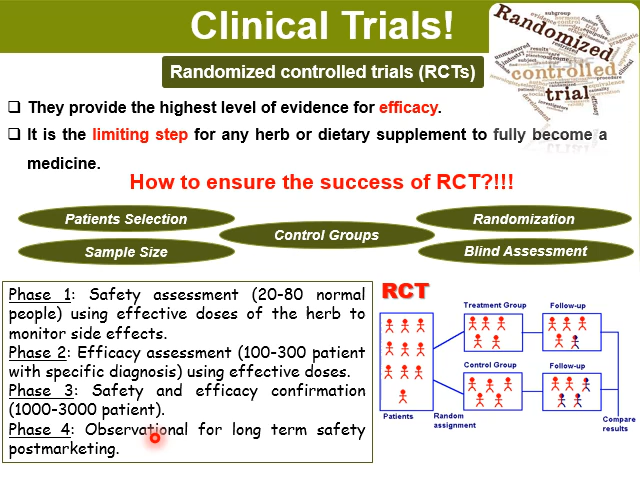 Clinical Trials!
Randomized controlled trials (RCTs)
Randomized
controlled
trial
❑ They provide the highest level of evidence for efficacy.
❑ It is the limiting step for any herb or dietary supplement to fully become a
medicine.
How to ensure the success of RCT?!!!
Patients Selection
Randomization
Control Groups
Sample Size
Blind Assessment
Phase 1: Safety assessment (20-80 normal
people) using effective doses of the herb to
monitor side effects.
Phase 2: Efficacy assessment (100-300 patient
with specific diagnosis) using effective doses.
Phase 3: Safety and efficacy confirmation
(1000-3000 patient).
Phase 4: Observational for long term safety
postmarketing.
RCT
Treatment Group
Follow-up
Control Group
Follow-up
Patients
Random
assignment
Compare
results